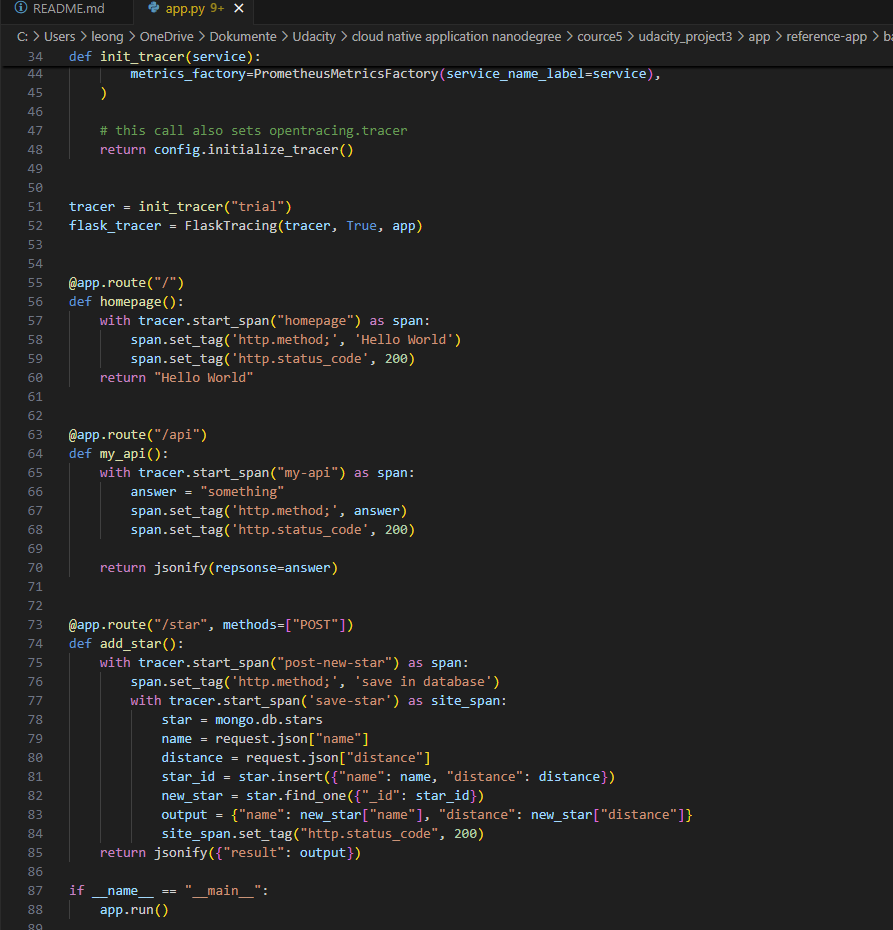 README.md app.py 9+
C: > Users > leong > OneDrive > Dokumente > Udacity > cloud native application nanodegree > cource5 > udacity_project3 > app > reference-app > ba
34 def init_tracer(service):
44         metrics_factory=PrometheusMetricsFactory(service_name_label=service),
45     )
46
47     # this call also sets opentracing.tracer
48     return config.initialize_tracer()
49
50
51 tracer = init_tracer("trial")
52 flask_tracer = FlaskTracing(tracer, True, app)
53
54
55 @app.route("/")
56 def homepage():
57     with tracer.start_span("homepage") as span:
58         span.set_tag('http.method;', 'Hello World')
59         span.set_tag('http.status_code', 200)
60     return "Hello World"
61
62
63 @app.route("/api")
64 def my_api():
65     with tracer.start_span("my-api") as span:
66         answer = "something"
67         span.set_tag('http.method;', answer)
68         span.set_tag('http.status_code', 200)
69
70     return jsonify(repsonse=answer)
71
72
73 @app.route("/star", methods=["POST"])
74 def add_star():
75     with tracer.start_span("post-new-star") as span:
76         span.set_tag('http.method;', 'save in database')
77         with tracer.start_span('save-star') as site_span:
78             star = mongo.db.stars
79             name = request.json["name"]
80             distance = request.json["distance"]
81             star_id = star.insert({"name": name, "distance": distance})
82             new_star = star.find_one({"_id": star_id})
83             output = {"name": new_star["name"], "distance": new_star["distance"]}
84             site_span.set_tag("http.status_code", 200)
85     return jsonify({"result": output})
86
87 if __name__ == "__main__":
88     app.run()
89